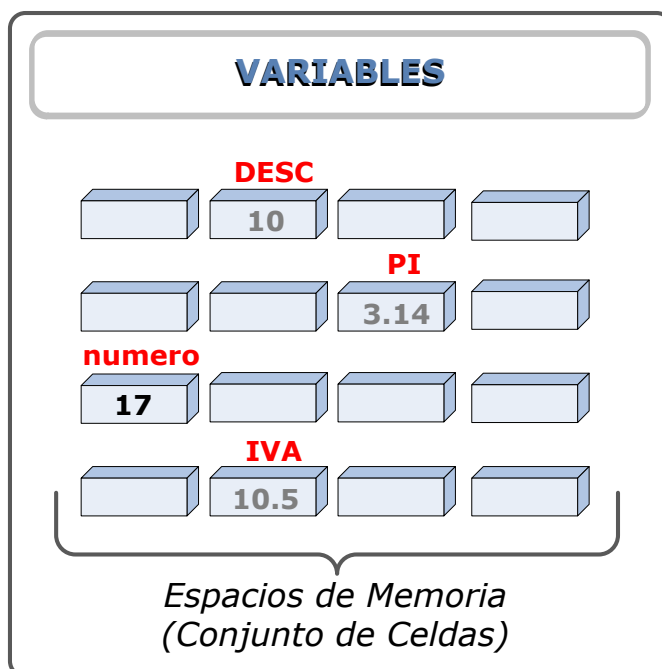 VARIABLES
DESC
10
PI
3.14
numero
17
IVA
10.5
Espacios de Memoria
(Conjunto de Celdas)